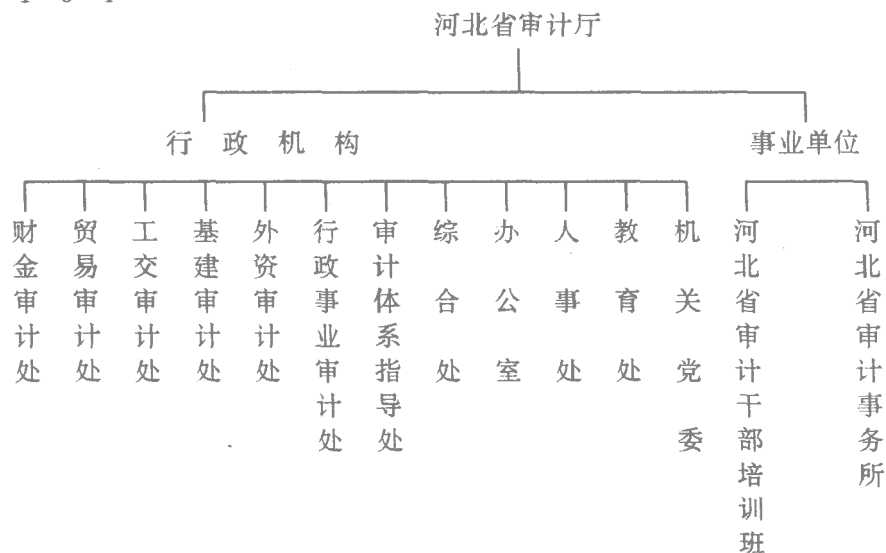 河北省审计厅
行政机构
事业单位
财金审计处
贸易审计处
工交审计处
基建审计处
外资审计处
行政事业审计处
审计体系指导处
综合处
办公室
人事处
教育处
机关党委
河北省审计干部培训班
河北省审计事务所